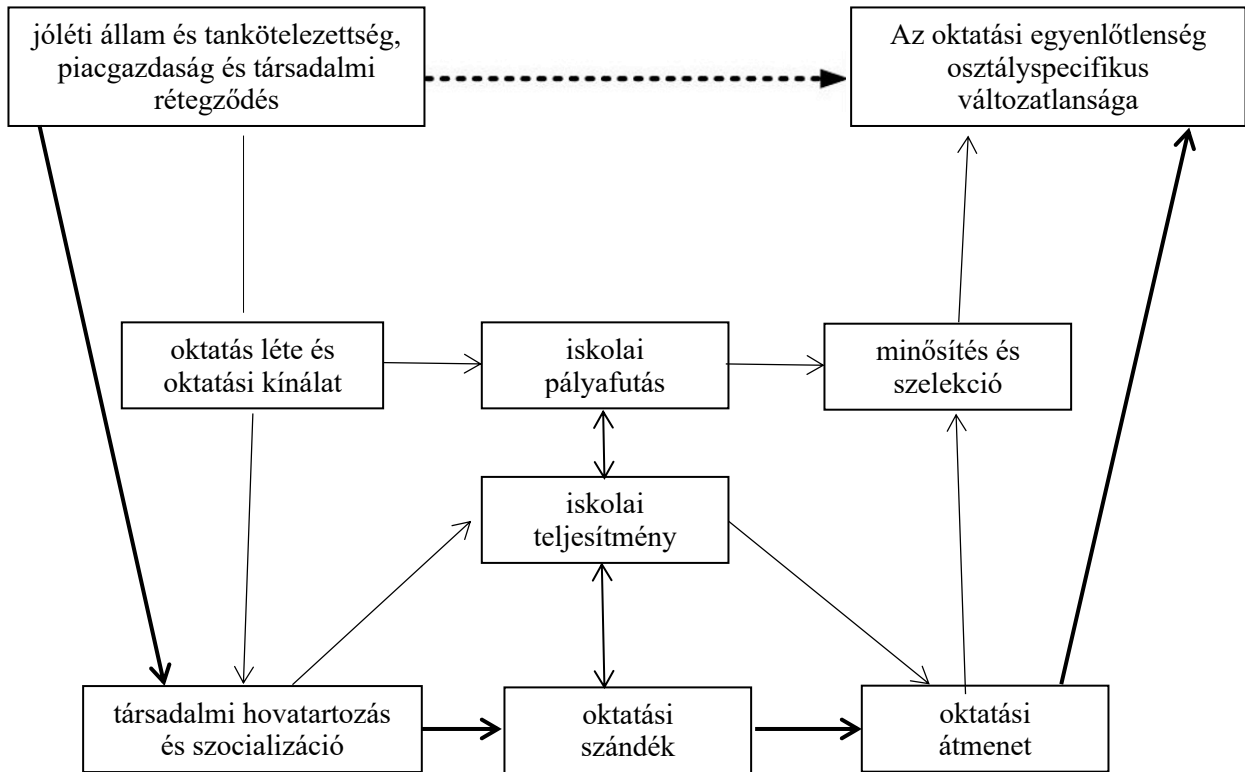 jóléti állam és tankötelezettség,
piacgazdaság és társadalmi
rétegződés
Az oktatási egyenlőtlenség
osztályspecifikus
változatlansága
oktatás léte és
oktatási kínálat
iskolai
pályafutás
minősítés és
szelekció
iskolai
teljesítmény
társadalmi hovatartozás
és szocializáció
oktatási
szándék
oktatási
átmenet